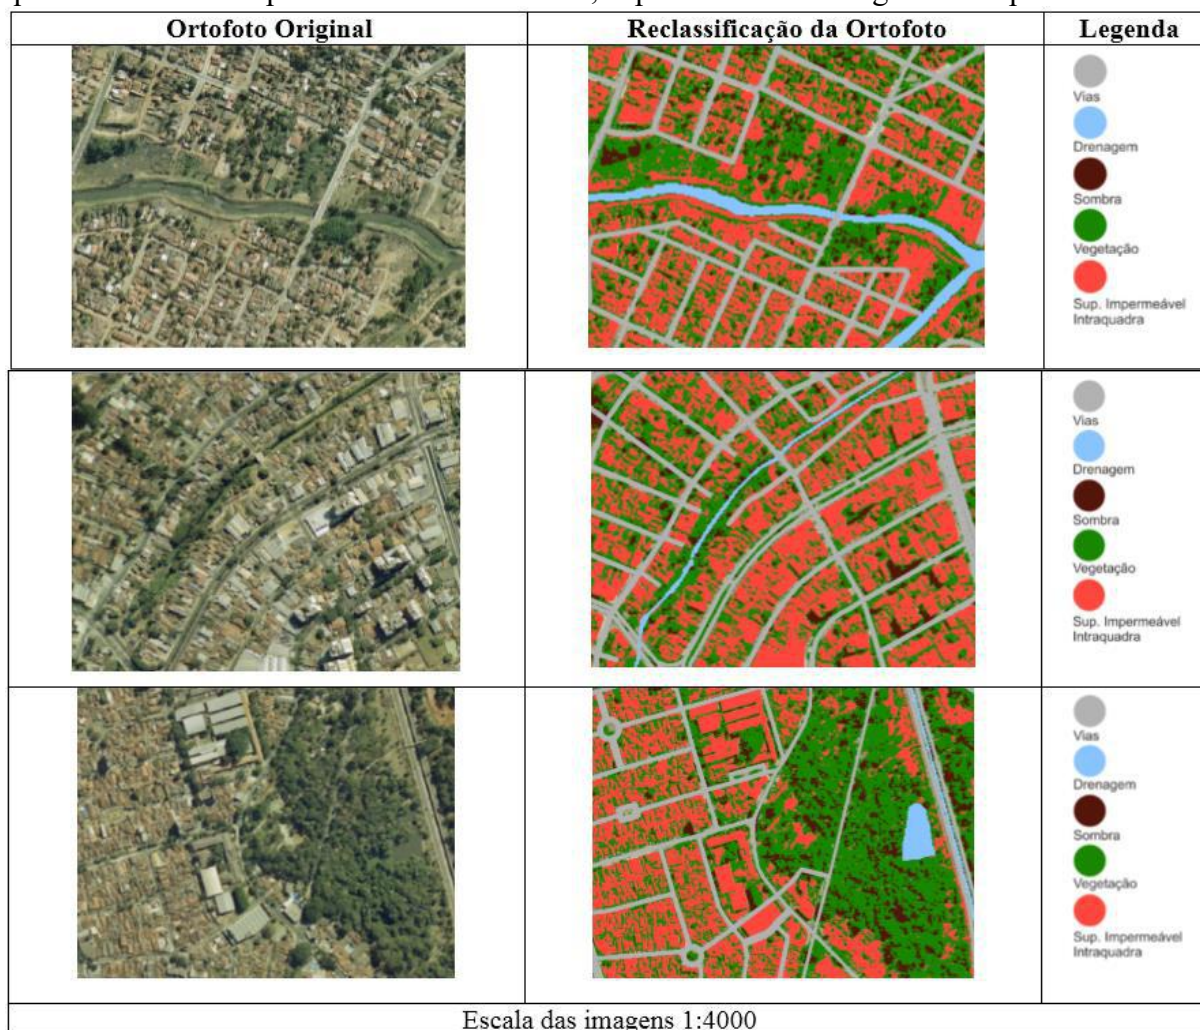 Ortofoto Original
Reclassificação da Ortofoto
Legenda
Vias
Drenagem
Sombra
Vegetação
Sup. Impermeável
Intraquadra
Vias
Drenagem
Sombra
Vegetação
Sup. Impermeável
Intraquadra
Vias
Drenagem
Sombra
Vegetação
Sup. Impermeável
Intraquadra
Escala das imagens 1:4000